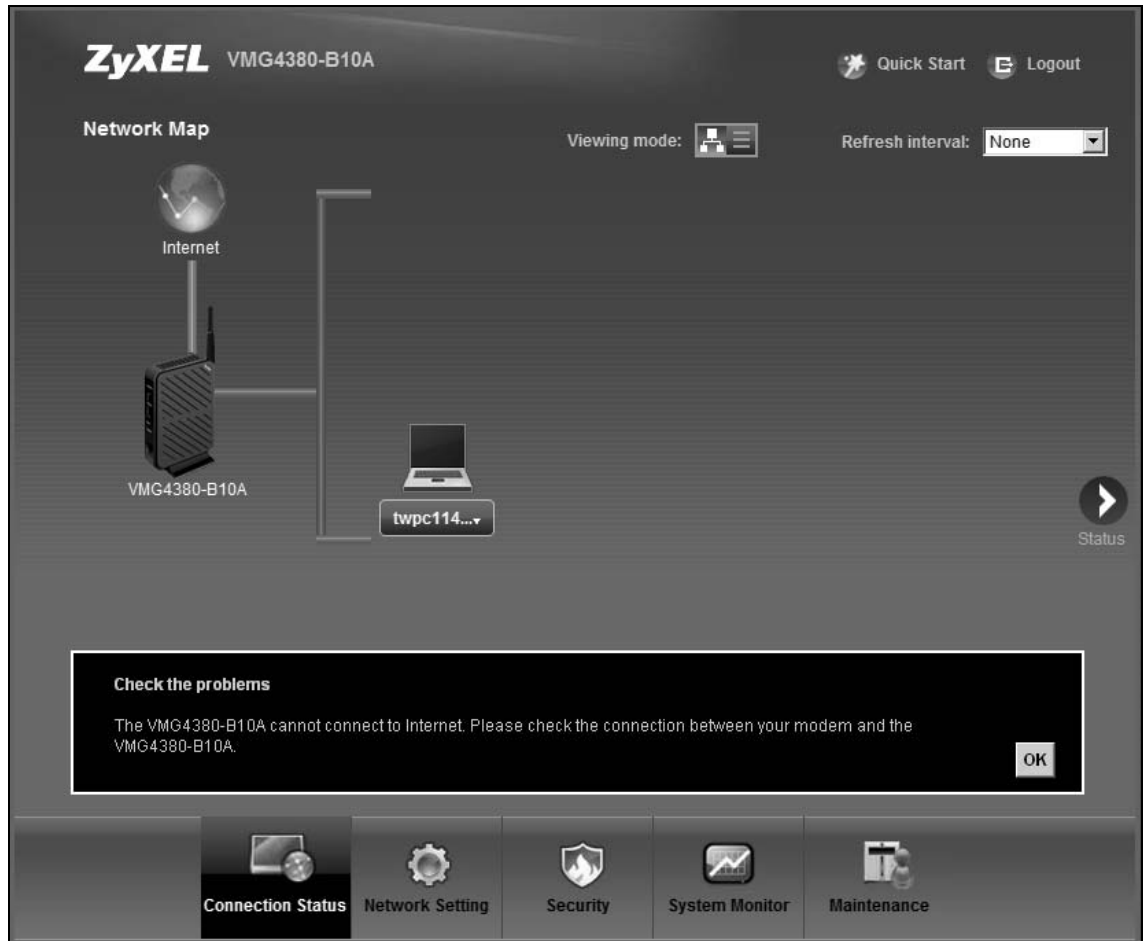 ZyXEL VMG4380-B10A
Quick Start
Logout
Network Map
Viewing mode:
Refresh interval:
None
Internet
VMG4380-B10A
twpc114...
Status
Check the problems
The VMG4380-B10A cannot connect to Internet. Please check the connection between your modem and the
VMG4380-B10A.
OK
Connection Status
Network Setting
Security
System Monitor
Maintenance